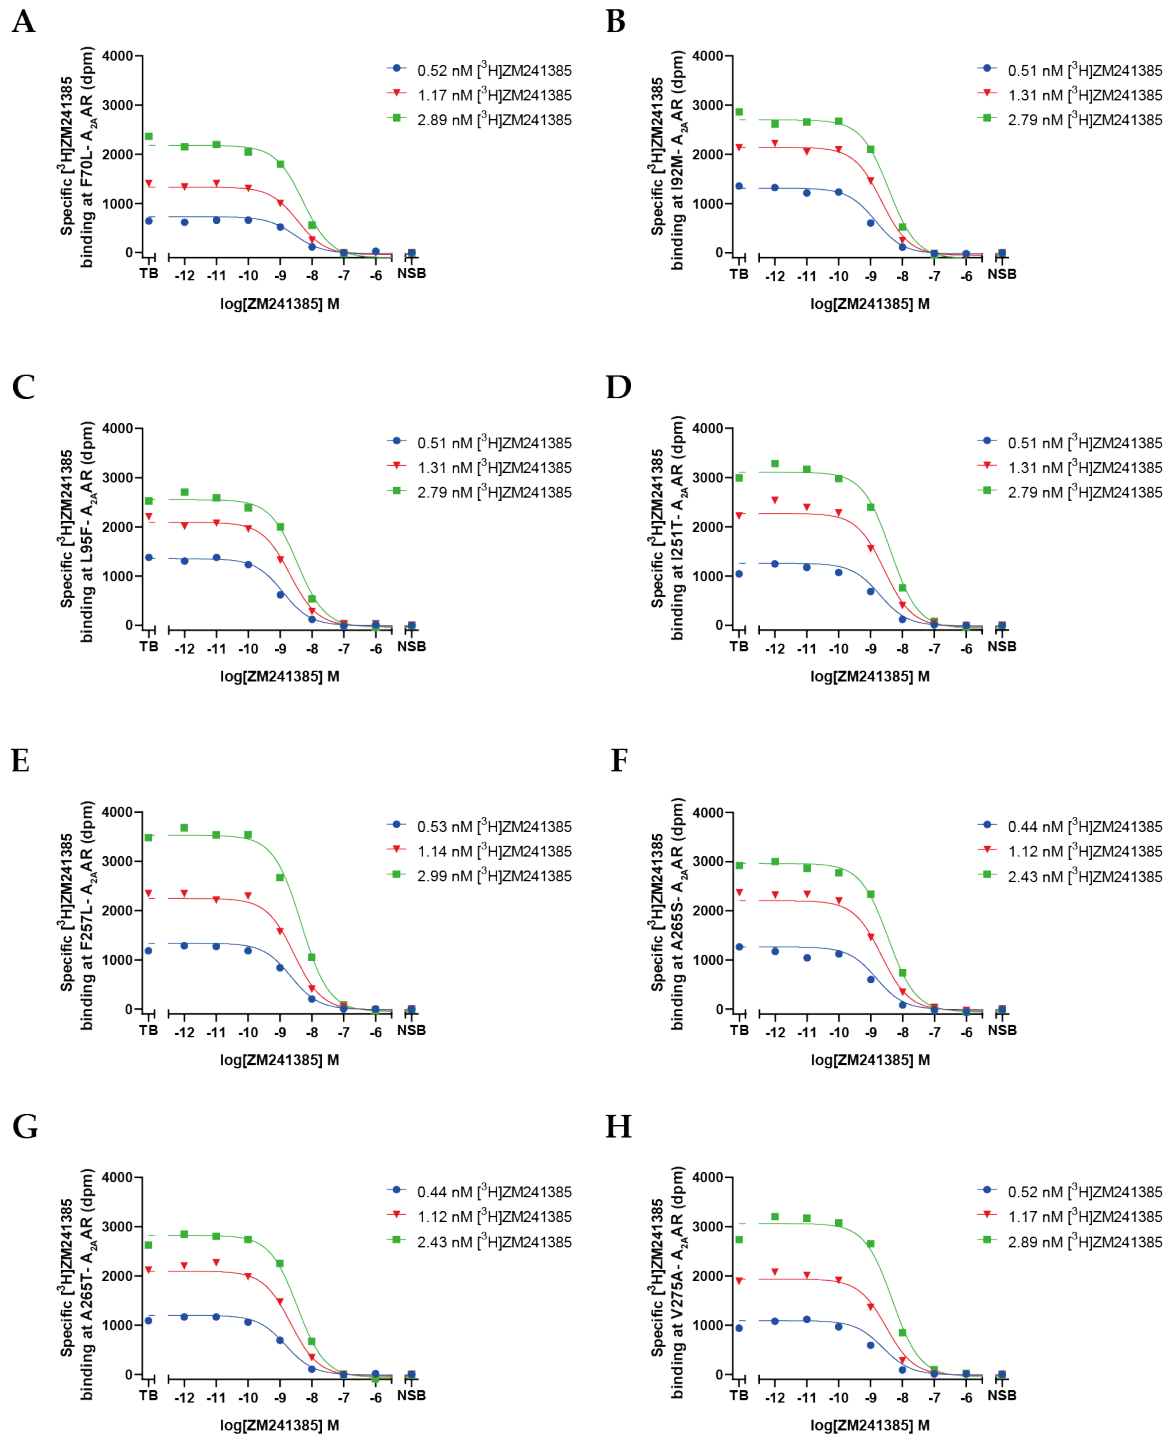 A
Specific [³H]ZM241385
binding at F70L- A₂AAR (dpm)
4000
3000
2000
1000
0
TB
-12
-11
-10
-9
-8
-7
-6
NSB
log[ZM241385] M
0.52 nM [³H]ZM241385
1.17 nM [³H]ZM241385
2.89 nM [³H]ZM241385
B
Specific [³H]ZM241385
binding at I92M- A₂AAR (dpm)
4000
3000
2000
1000
0
TB
-12
-11
-10
-9
-8
-7
-6
NSB
log[ZM241385] M
0.51 nM [³H]ZM241385
1.31 nM [³H]ZM241385
2.79 nM [³H]ZM241385
C
Specific [³H]ZM241385
binding at L95F- A₂AAR (dpm)
4000
3000
2000
1000
0
TB
-12
-11
-10
-9
-8
-7
-6
NSB
log[ZM241385] M
0.51 nM [³H]ZM241385
1.31 nM [³H]ZM241385
2.79 nM [³H]ZM241385
D
Specific [³H]ZM241385
binding at I251T- A₂AAR (dpm)
4000
3000
2000
1000
0
TB
-12
-11
-10
-9
-8
-7
-6
NSB
log[ZM241385] M
0.51 nM [³H]ZM241385
1.31 nM [³H]ZM241385
2.79 nM [³H]ZM241385
E
Specific [³H]ZM241385
binding at F257L- A₂AAR (dpm)
4000
3000
2000
1000
0
TB
-12
-11
-10
-9
-8
-7
-6
NSB
log[ZM241385] M
0.53 nM [³H]ZM241385
1.14 nM [³H]ZM241385
2.99 nM [³H]ZM241385
F
Specific [³H]ZM241385
binding at A265S- A₂AAR (dpm)
4000
3000
2000
1000
0
TB
-12
-11
-10
-9
-8
-7
-6
NSB
log[ZM241385] M
0.44 nM [³H]ZM241385
1.12 nM [³H]ZM241385
2.43 nM [³H]ZM241385
G
Specific [³H]ZM241385
binding at A265T- A₂AAR (dpm)
4000
3000
2000
1000
0
TB
-12
-11
-10
-9
-8
-7
-6
NSB
log[ZM241385] M
0.44 nM [³H]ZM241385
1.12 nM [³H]ZM241385
2.43 nM [³H]ZM241385
H
Specific [³H]ZM241385
binding at V275A- A₂AAR (dpm)
4000
3000
2000
1000
0
TB
-12
-11
-10
-9
-8
-7
-6
NSB
log[ZM241385] M
0.52 nM [³H]ZM241385
1.17 nM [³H]ZM241385
2.89 nM [³H]ZM241385